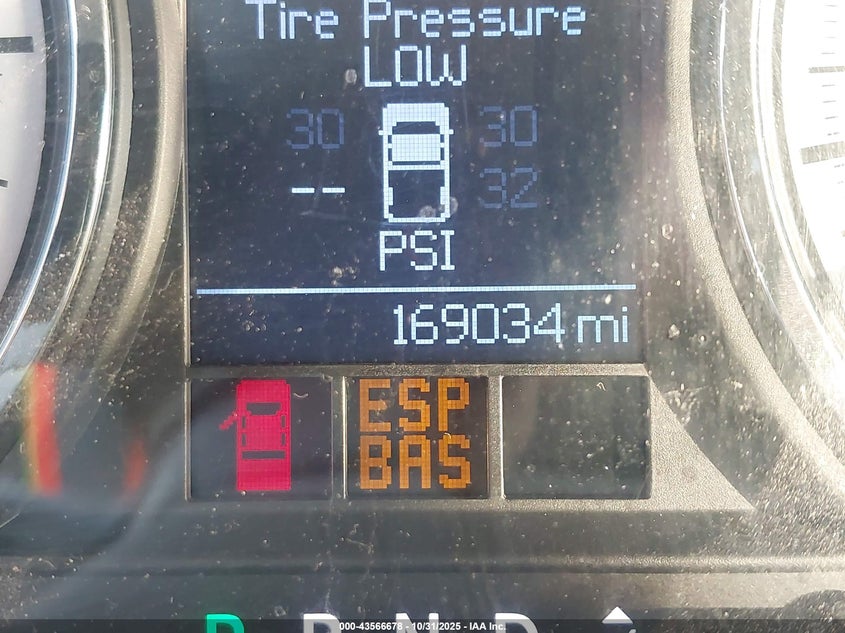 Tire Pressure
LOW
30 30
-- 32
PSI
169034 mi
ESP
BAS
P R N D
000-43566678 - 10/31/2025 - IAA Inc.